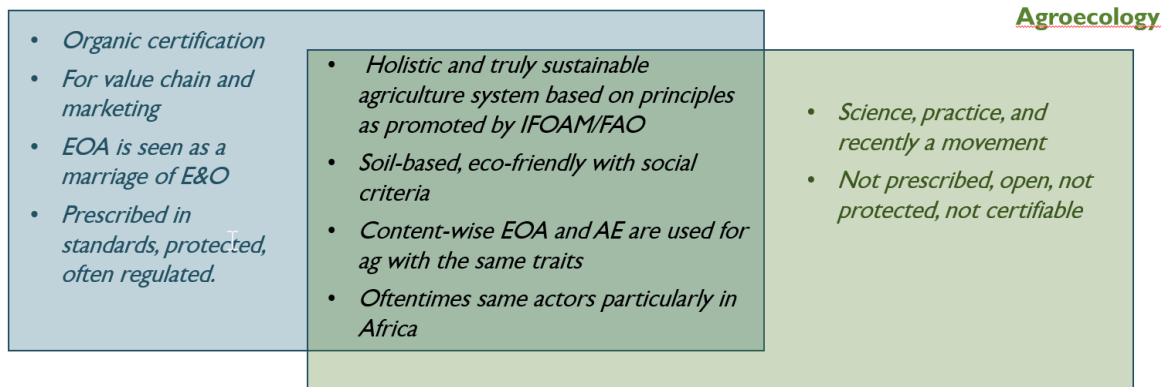 Agroecology
• Organic certification
• For value chain and
marketing
• EOA is seen as a
marriage of E&O
• Prescribed in
standards, protected,
often regulated.
• Holistic and truly sustainable
agriculture system based on principles
as promoted by IFOAM/FAO
• Soil-based, eco-friendly with social
criteria
• Content-wise EOA and AE are used for
ag with the same traits
• Oftentimes same actors particularly in
Africa
• Science, practice, and
recently a movement
• Not prescribed, open, not
protected, not certifiable